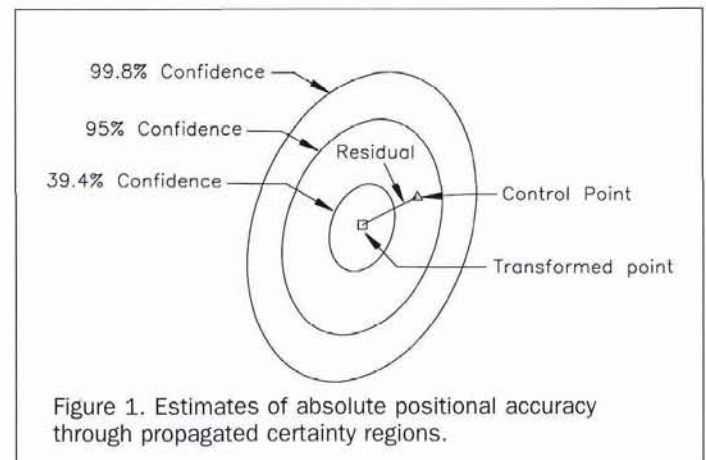 99.8% Confidence
95% Confidence
Residual
39.4% Confidence
Control Point
Transformed point
Figure 1. Estimates of absolute positional accuracy
through propagated certainty regions.